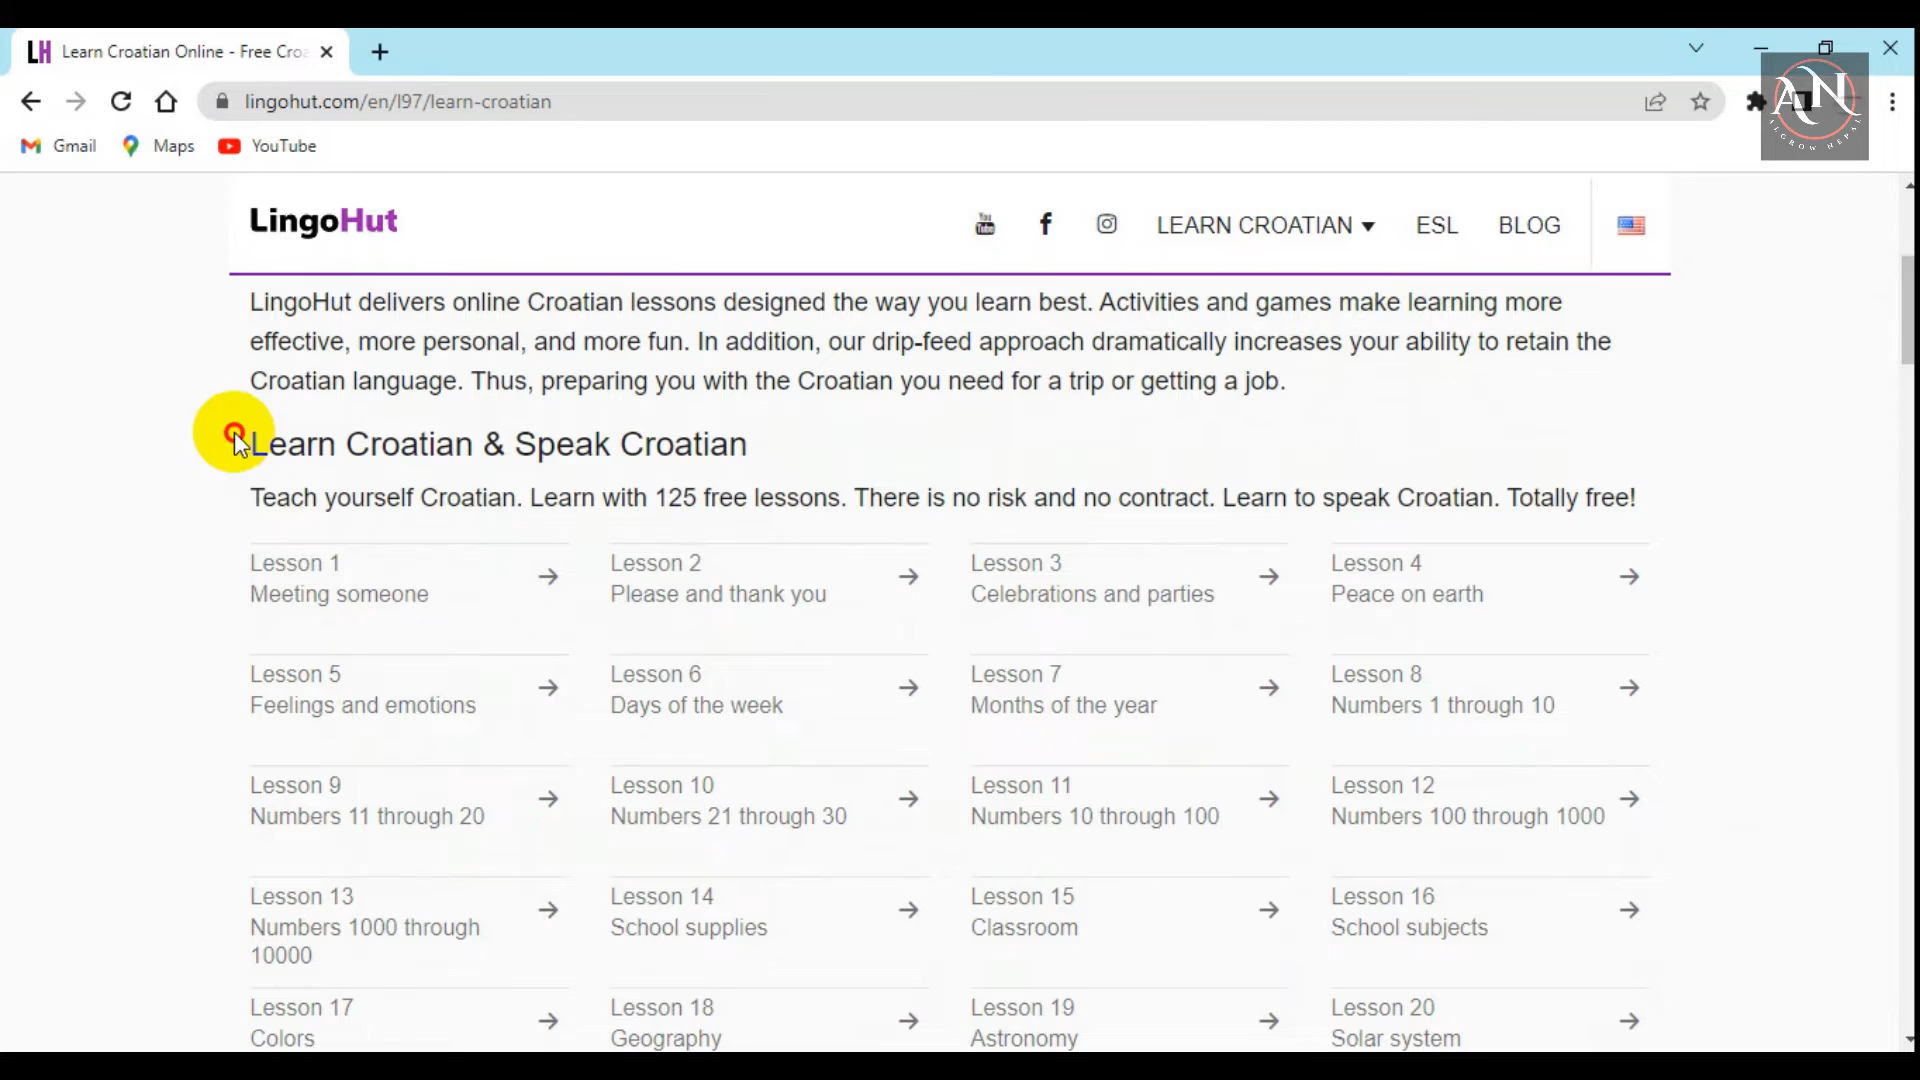 LH Learn Croatian Online - Free Cro
lingohut.com/en/l97/learn-croatian
Gmail Maps YouTube
AN
ALGROW NEPAL
LingoHut You Tube LEARN CROATIAN ESL BLOG
LingoHut delivers online Croatian lessons designed the way you learn best. Activities and games make learning more
effective, more personal, and more fun. In addition, our drip-feed approach dramatically increases your ability to retain the
Croatian language. Thus, preparing you with the Croatian you need for a trip or getting a job.
Learn Croatian & Speak Croatian
Teach yourself Croatian. Learn with 125 free lessons. There is no risk and no contract. Learn to speak Croatian. Totally free!
Lesson 1
Meeting someone
Lesson 2
Please and thank you
Lesson 3
Celebrations and parties
Lesson 4
Peace on earth
Lesson 5
Feelings and emotions
Lesson 6
Days of the week
Lesson 7
Months of the year
Lesson 8
Numbers 1 through 10
Lesson 9
Numbers 11 through 20
Lesson 10
Numbers 21 through 30
Lesson 11
Numbers 10 through 100
Lesson 12
Numbers 100 through 1000
Lesson 13
Numbers 1000 through
10000
Lesson 14
School supplies
Lesson 15
Classroom
Lesson 16
School subjects
Lesson 17
Colors
Lesson 18
Geography
Lesson 19
Astronomy
Lesson 20
Solar system